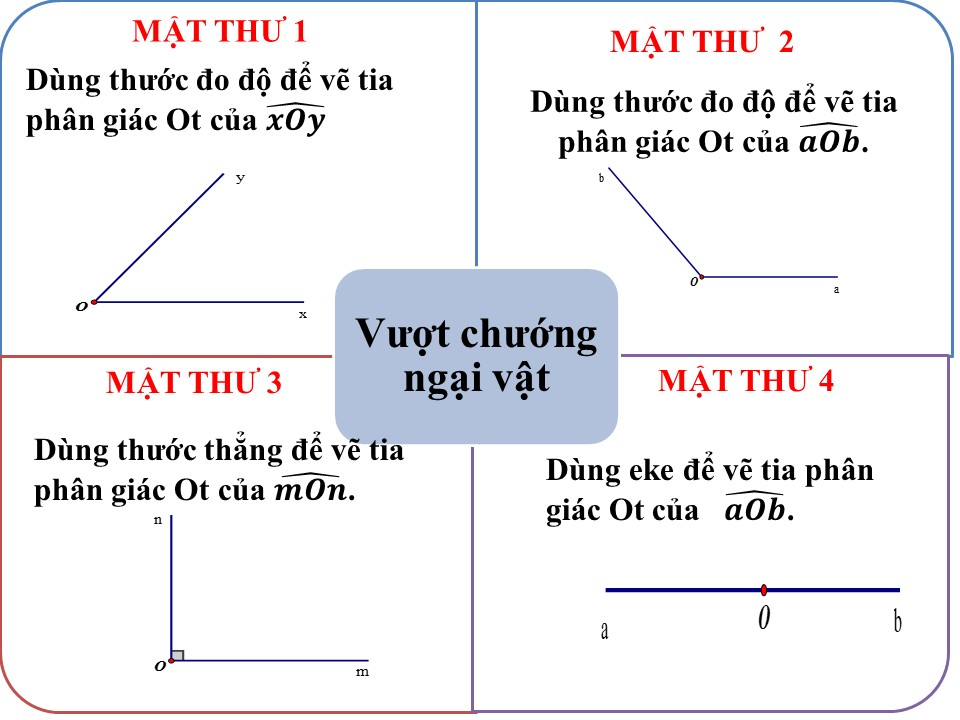 MẬT THƯ 1
Dùng thước đo độ để vẽ tia
phân giác Ot của xOy
y
O
x
MẬT THƯ 2
Dùng thước đo độ để vẽ tia
phân giác Ot của aOb.
b
O
a
Vượt chướng
ngại vật
MẬT THƯ 3
Dùng thước thẳng để vẽ tia
phân giác Ot của mOn.
n
O
m
MẬT THƯ 4
Dùng eke để vẽ tia phân
giác Ot của aOb.
a
O
b